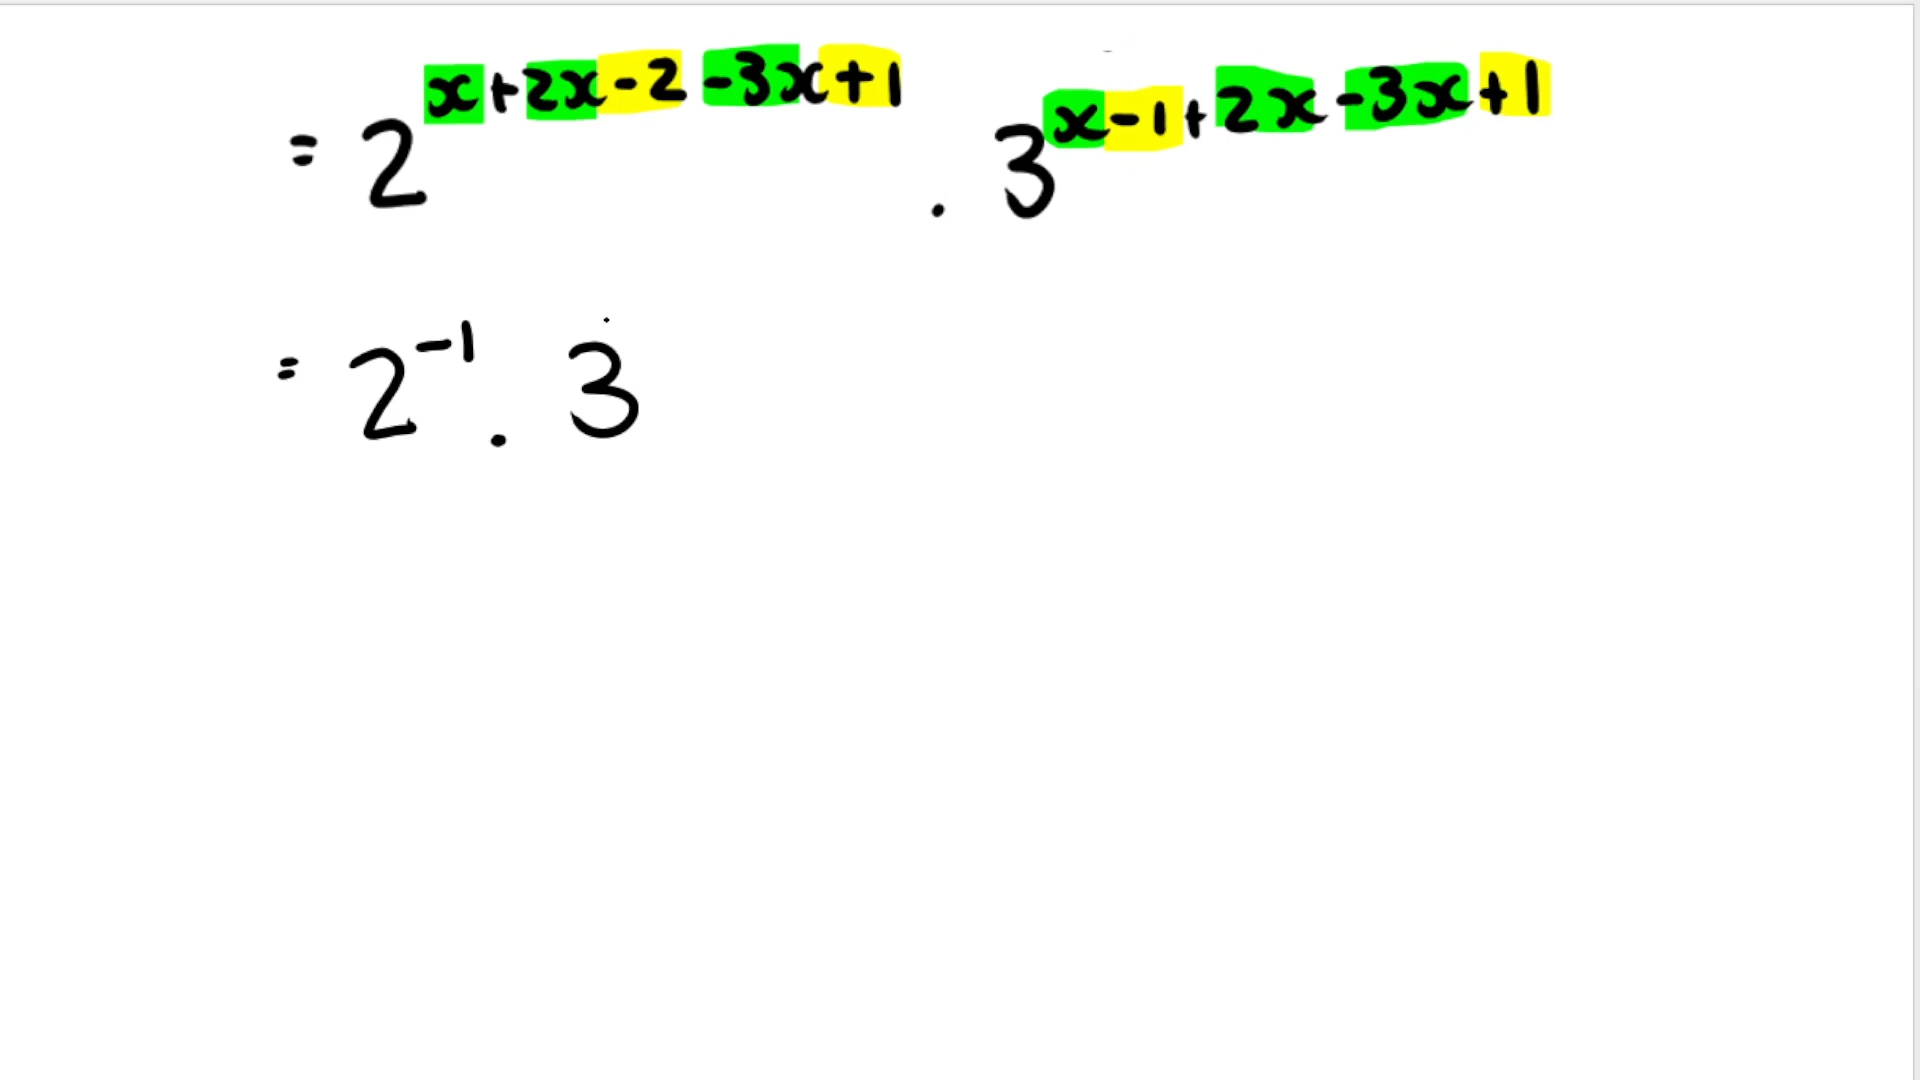 = 2^{x+2x-2-3x+1} . 3^{x-1+2x-3x+1}
= 2^{-1} . 3